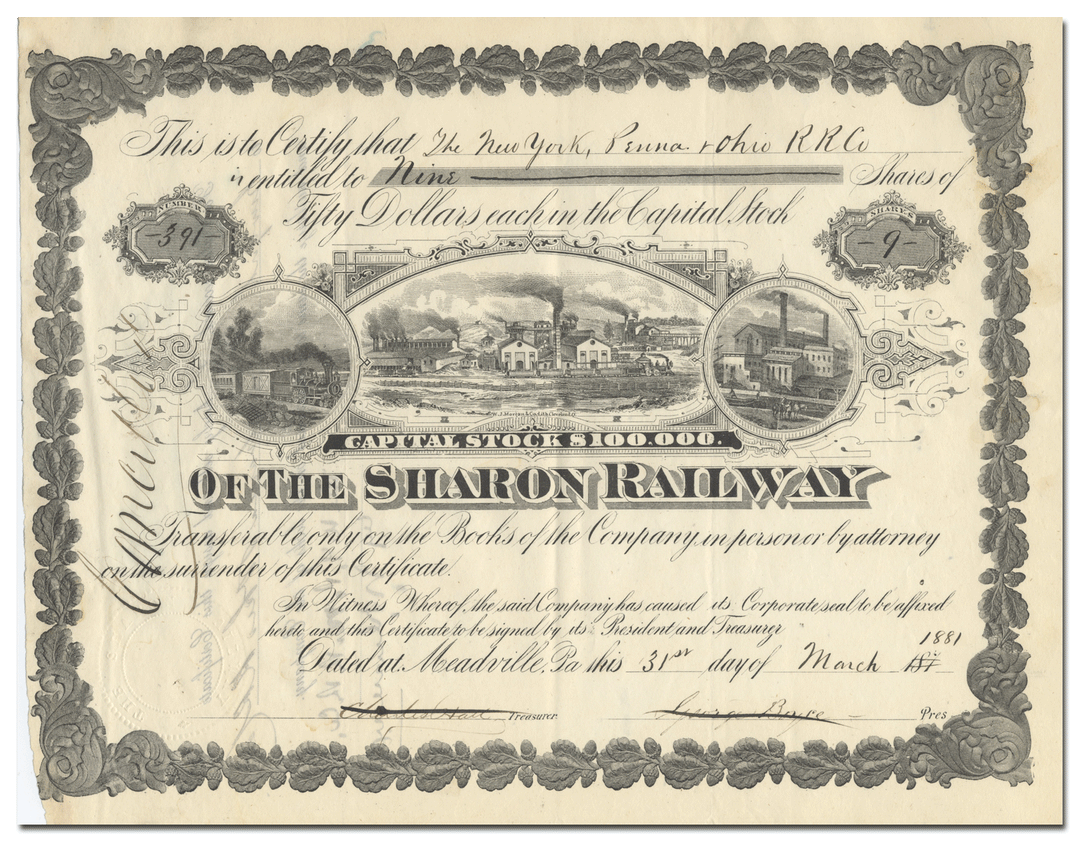 This is to Certify that The New York, Penna. & Ohio R R Co
is entitled to Nine Shares of
Fifty Dollars each in the Capital Stock
NUMBER
391
SHARES
9
CAPITAL STOCK $100.000.
OF THE SHARON RAILWAY
Transferable only on the Books of the Company in person or by attorney
on the surrender of this Certificate.
In Witness Whereof, the said Company has caused its Corporate seal to be affixed
hereto and this Certificate to be signed by its President and Treasurer
1881
Dated at Meadville, Pa this 31st day of March 187
Treasurer
Pres
Cancelled